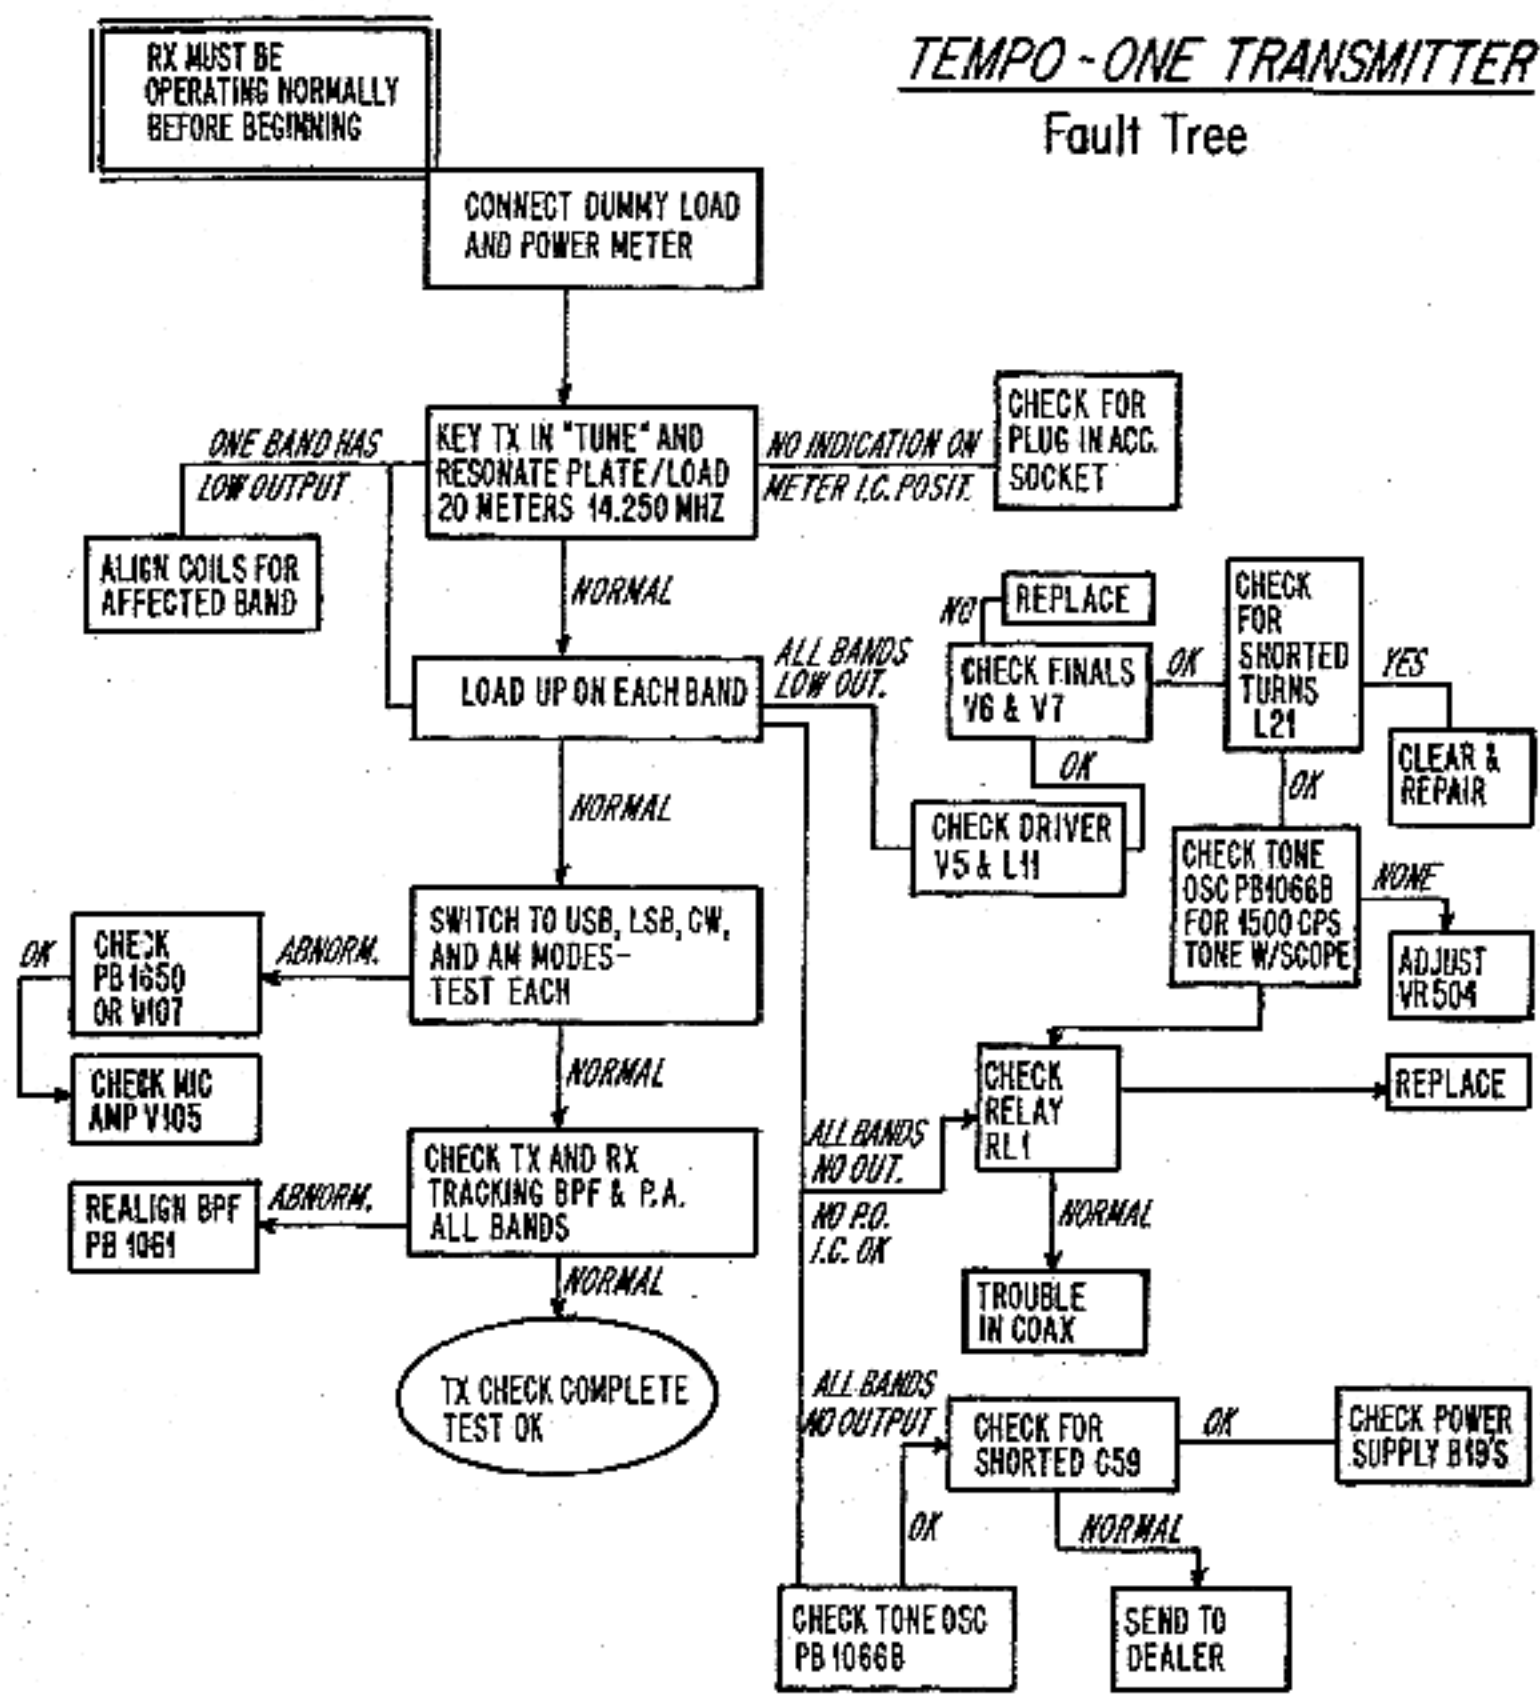 TEMPO-ONE TRANSMITTER
Fault Tree
RX MUST BE
OPERATING NORMALLY
BEFORE BEGINNING
CONNECT DUMMY LOAD
AND POWER METER
KEY TX IN "TUNE" AND
RESONATE PLATE/LOAD
20 METERS 14.250 MHZ
ONE BAND HAS
LOW OUTPUT
NO INDICATION ON
METER I.C. POSIT.
CHECK FOR
PLUG IN ACC.
SOCKET
ALIGN COILS FOR
AFFECTED BAND
NORMAL
LOAD UP ON EACH BAND
ALL BANDS
LOW OUT.
NO
REPLACE
CHECK FINALS
V6 & V7
OK
CHECK
FOR
SHORTED
TURNS
L21
YES
CLEAR &
REPAIR
OK
CHECK DRIVER
V5 & L11
OK
CHECK TONE
OSC PB1066B
FOR 1500 CPS
TONE W/SCOPE
NONE
ADJUST
VR504
NORMAL
SWITCH TO USB, LSB, CW,
AND AM MODES-
TEST EACH
ABNORM.
CHECK
PB1650
OR V107
OK
CHECK MIC
AMP V105
NORMAL
CHECK TX AND RX
TRACKING BPF & P.A.
ALL BANDS
ABNORM.
REALIGN BPF
PB 1061
NORMAL
TX CHECK COMPLETE
TEST OK
ALL BANDS
NO OUT.
NO P.O.
I.C. OK
CHECK
RELAY
RL1
REPLACE
NORMAL
TROUBLE
IN COAX
ALL BANDS
NO OUTPUT
CHECK FOR
SHORTED C59
OK
CHECK POWER
SUPPLY B19'S
OK
NORMAL
CHECK TONE OSC
PB1066B
SEND TO
DEALER